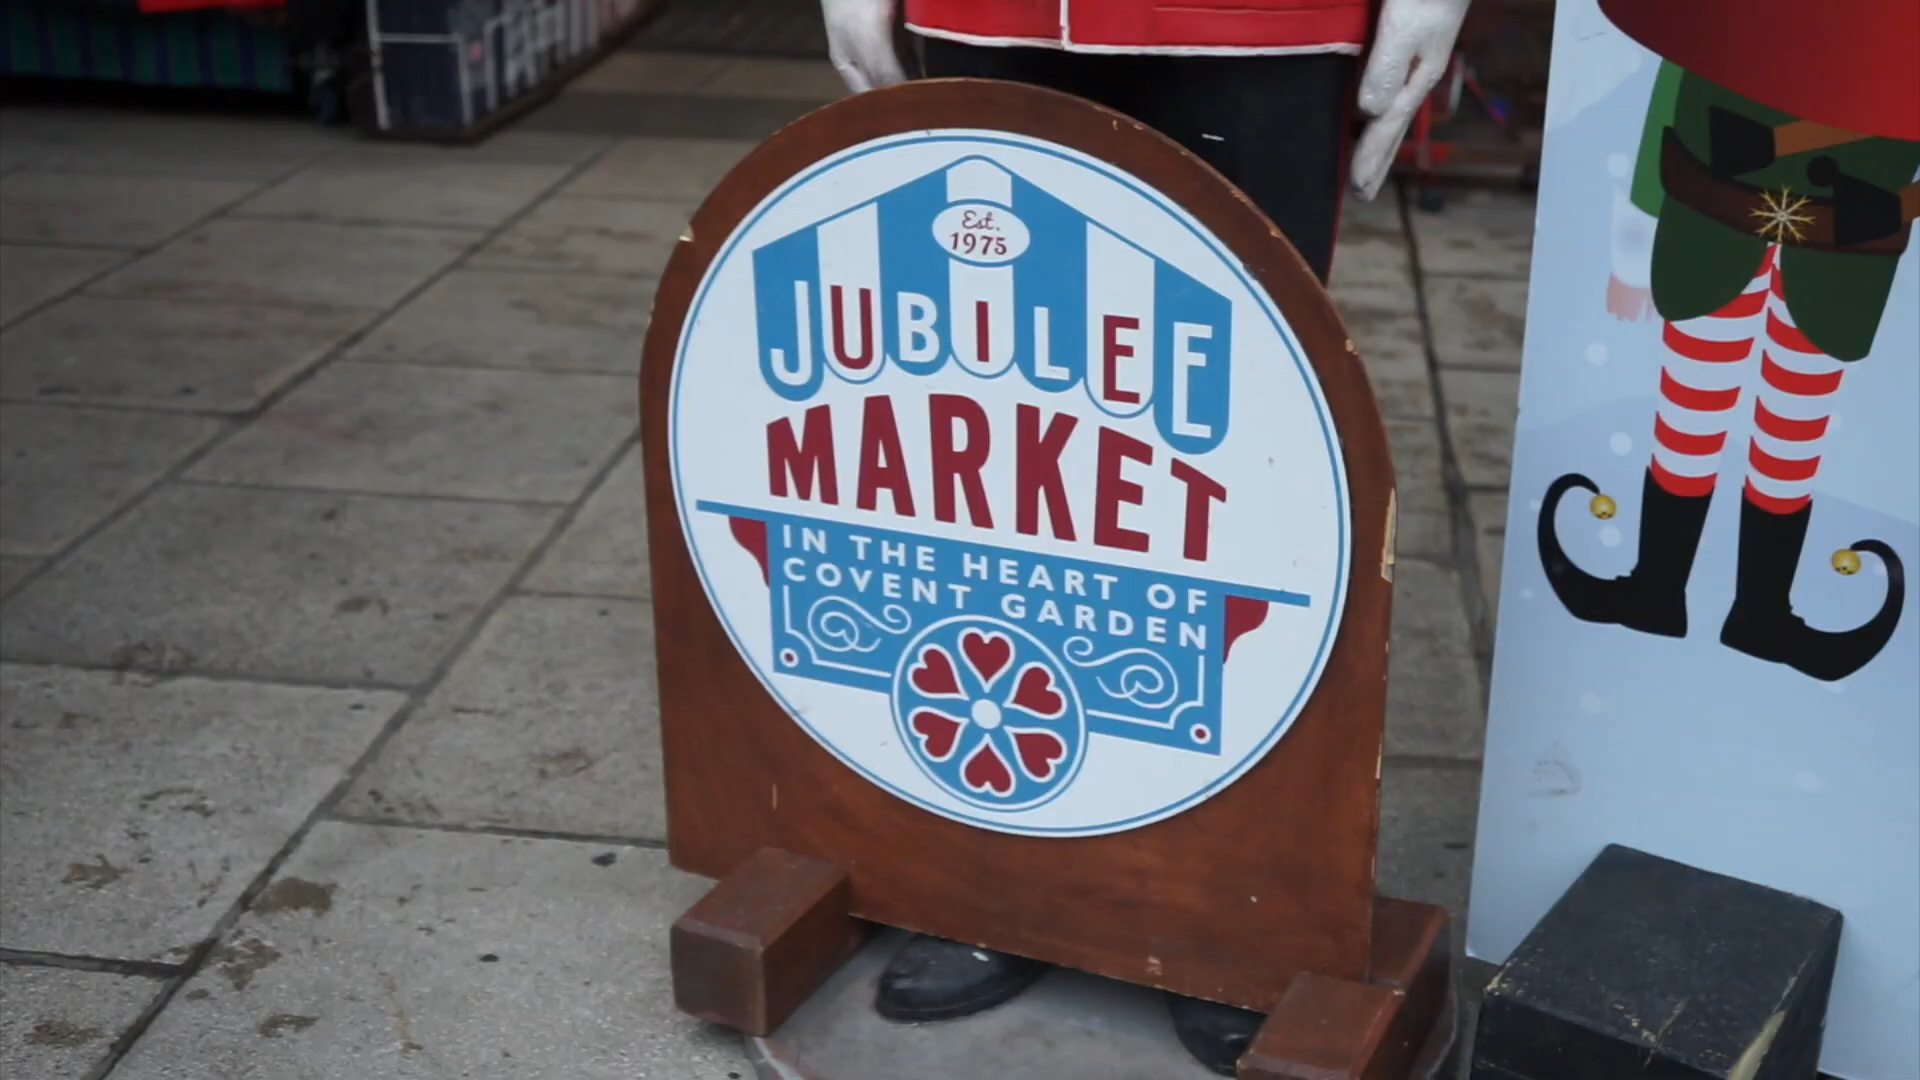 Est.
1975
JUBILEE
MARKET
IN THE HEART OF
COVENT GARDEN